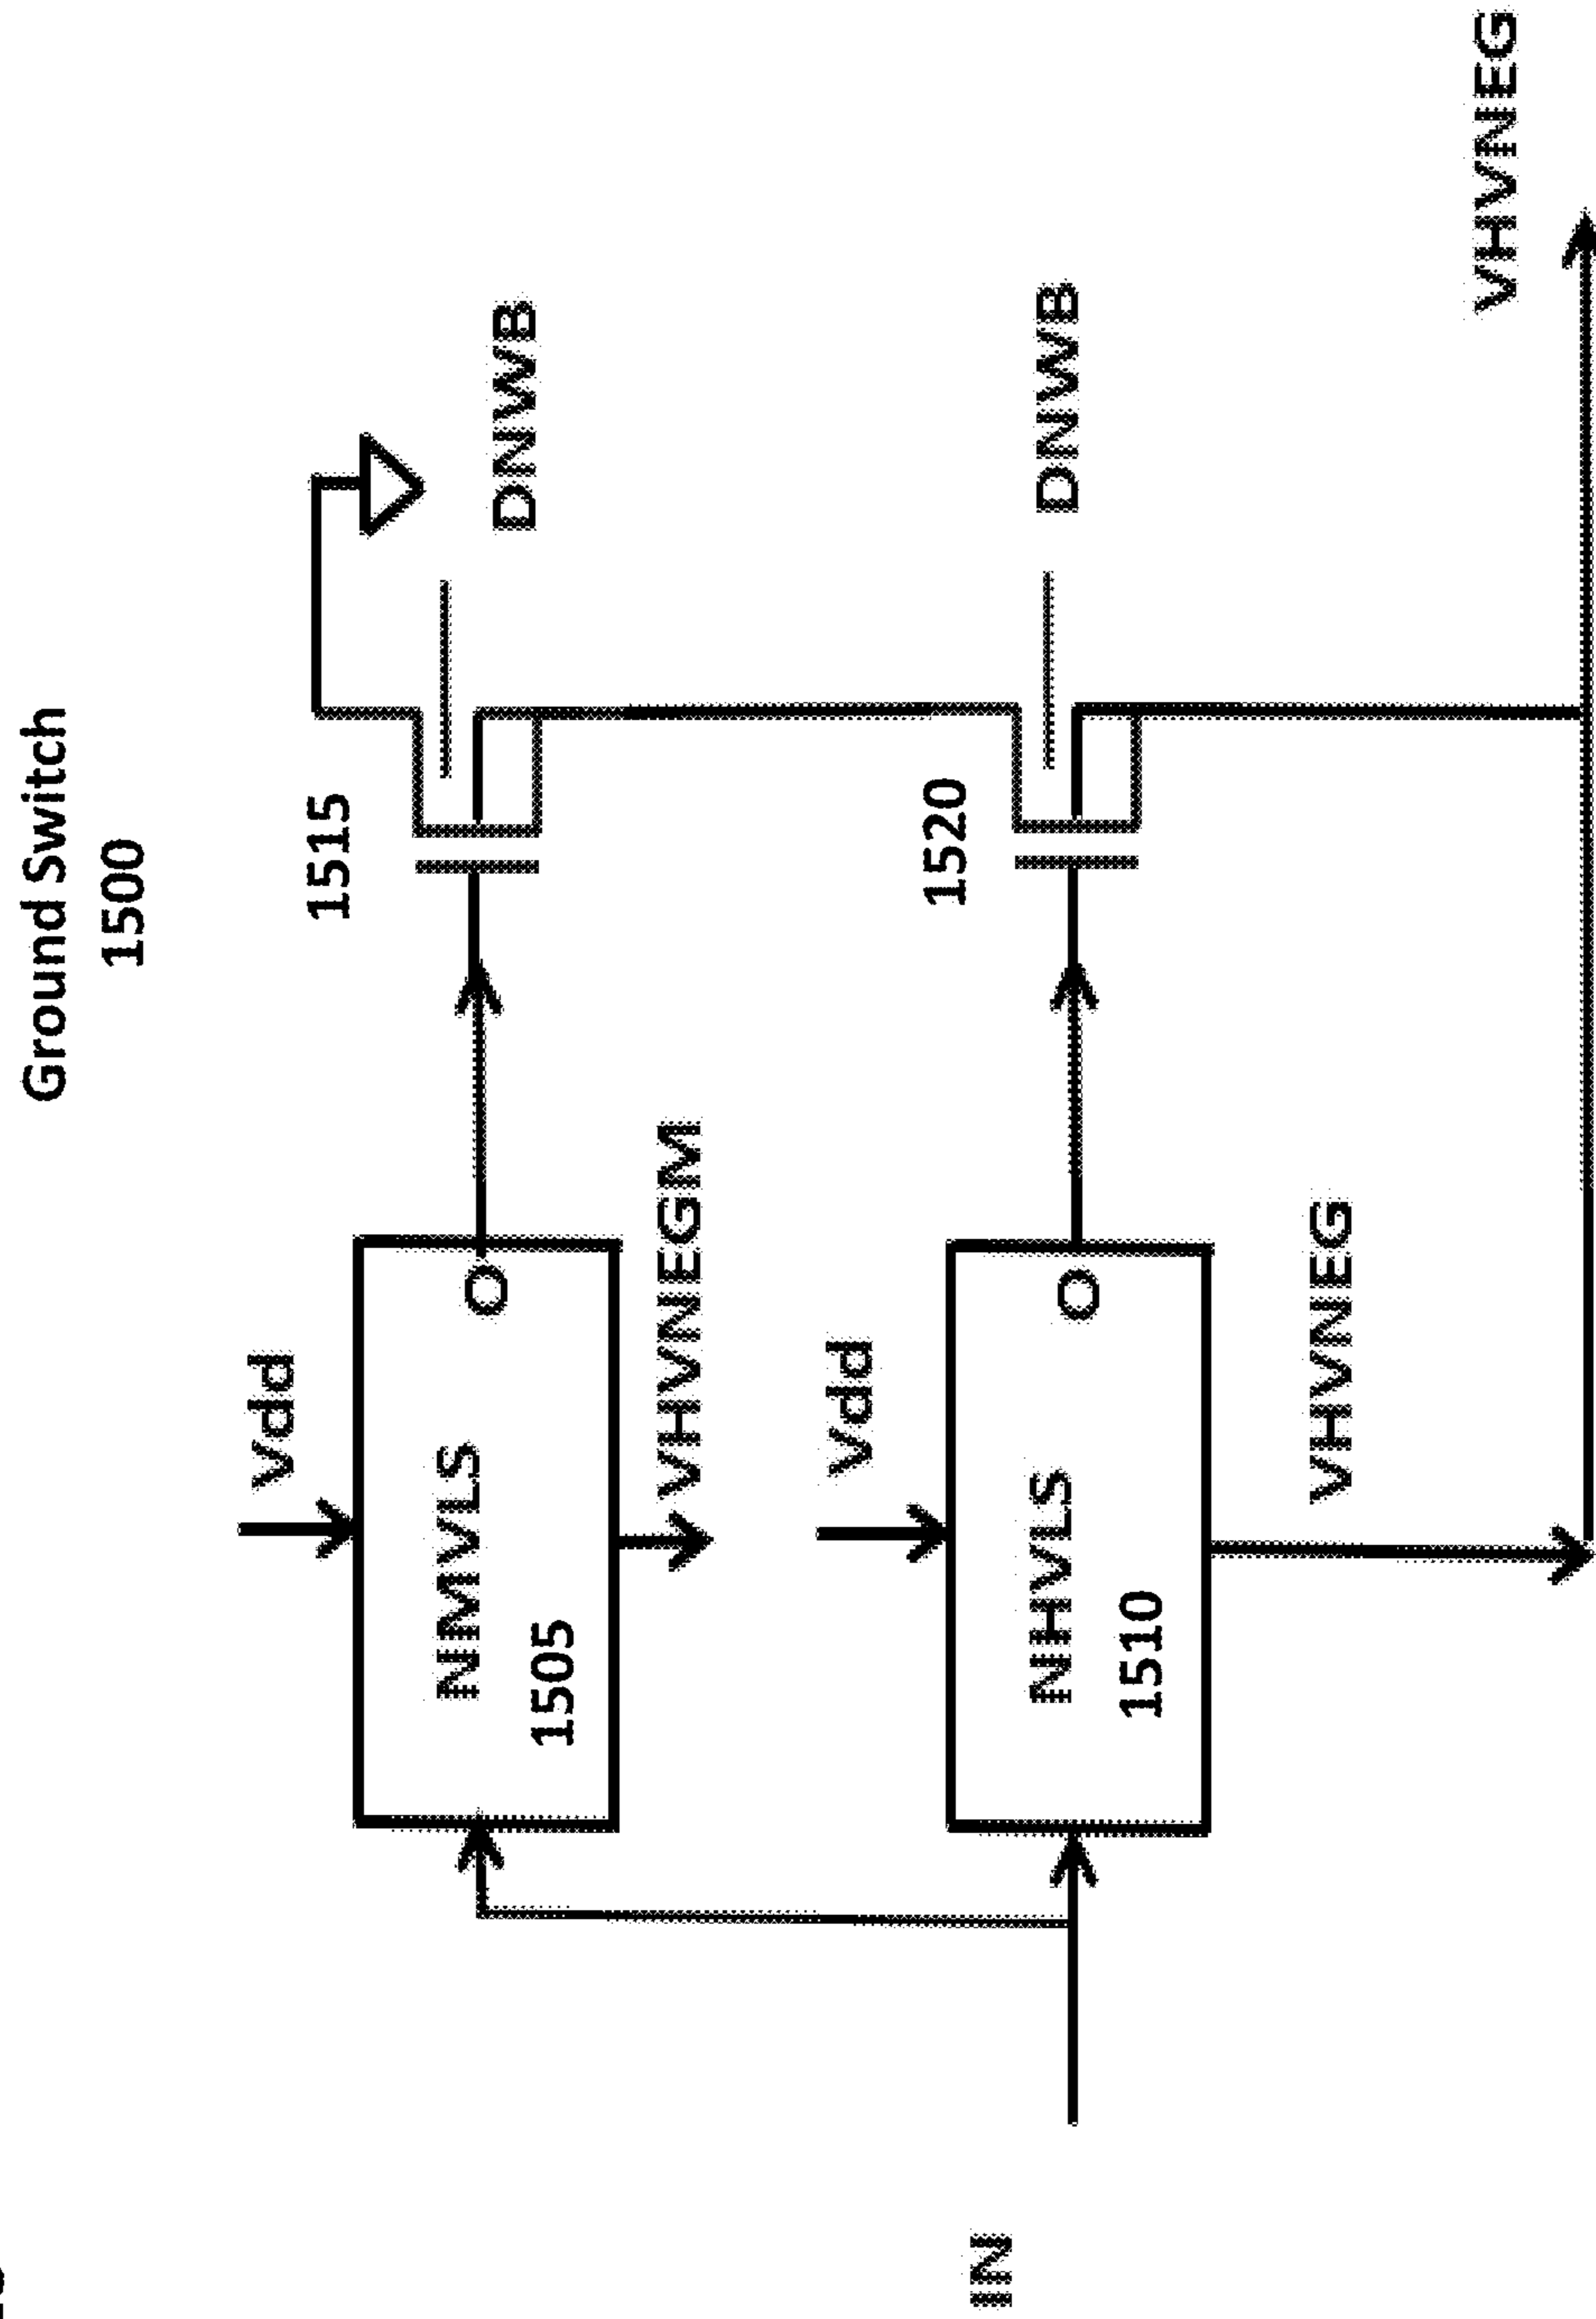 Ground Switch
1500
Vdd
1515
NMVLS
O
DNWB
1505
VHVNEGM
Vdd
1520
NHVLS
O
DNWB
1510
IN
VHVNEG
VHVNEG